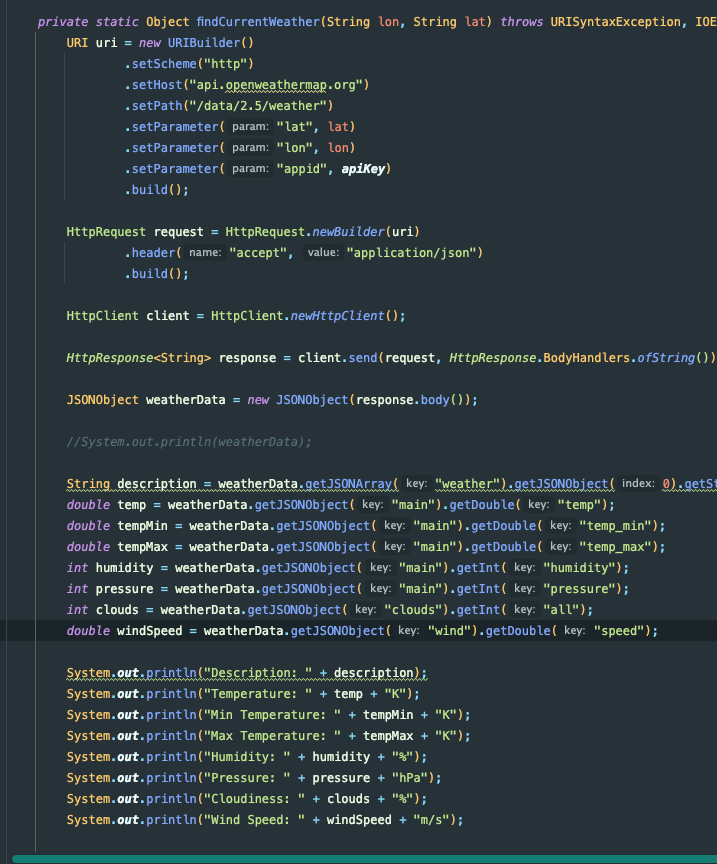 private static Object findCurrentWeather(String lon, String lat) throws URISyntaxException, IOE
URI uri = new URIBuilder()
.setScheme("http")
.setHost("api.openweathermap.org")
.setPath("/data/2.5/weather")
.setParameter( param: "lat", lat)
.setParameter( param: "lon", lon)
.setParameter( param: "appid", apiKey)
.build();
HttpRequest request = HttpRequest.newBuilder(uri)
.header( name: "accept", value: "application/json")
.build();
HttpClient client = HttpClient.newHttpClient();
HttpResponse<String> response = client.send(request, HttpResponse.BodyHandlers.ofString())
JSONObject weatherData = new JSONObject(response.body());
//System.out.println(weatherData);
String description = weatherData.getJSONArray( key: "weather").getJSONObject( index: 0).getSt
double temp = weatherData.getJSONObject( key: "main").getDouble( key: "temp");
double tempMin = weatherData.getJSONObject( key: "main").getDouble( key: "temp_min");
double tempMax = weatherData.getJSONObject( key: "main").getDouble( key: "temp_max");
int humidity = weatherData.getJSONObject( key: "main").getInt( key: "humidity");
int pressure = weatherData.getJSONObject( key: "main").getInt( key: "pressure");
int clouds = weatherData.getJSONObject( key: "clouds").getInt( key: "all");
double windSpeed = weatherData.getJSONObject( key: "wind").getDouble( key: "speed");
System.out.println("Description: " + description);
System.out.println("Temperature: " + temp + "K");
System.out.println("Min Temperature: " + tempMin + "K");
System.out.println("Max Temperature: " + tempMax + "K");
System.out.println("Humidity: " + humidity + "%");
System.out.println("Pressure: " + pressure + "hPa");
System.out.println("Cloudiness: " + clouds + "%");
System.out.println("Wind Speed: " + windSpeed + "m/s");